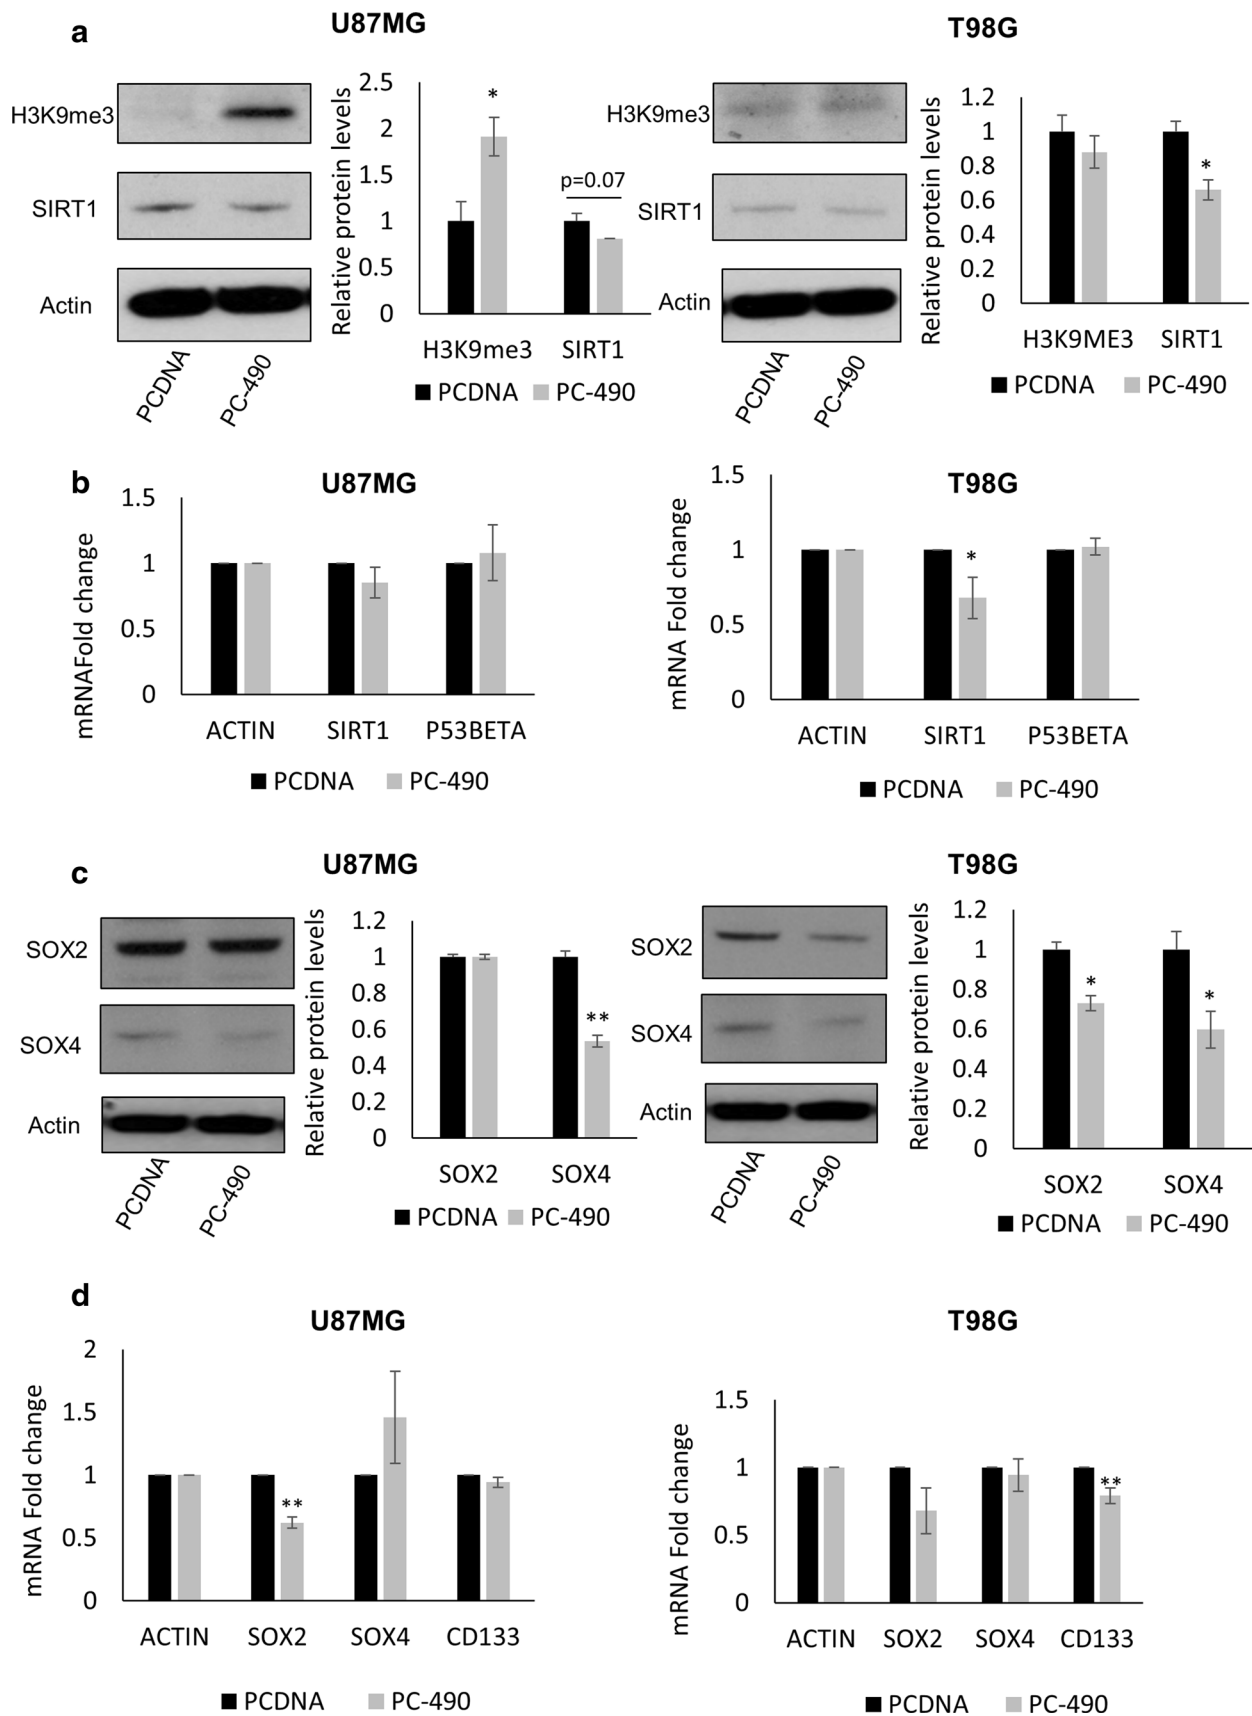 a
U87MG
T98G
H3K9me3
SIRT1
Actin
PCDNA
PC-490
Relative protein levels
2.5
2
1.5
1
0.5
0
*
p=0.07
H3K9me3 SIRT1
PCDNA PC-490
H3K9me3
SIRT1
Actin
PCDNA
PC-490
Relative protein levels
1.2
1
0.8
0.6
0.4
0.2
0
*
H3K9ME3 SIRT1
PCDNA PC-490
b
U87MG
mRNAFold change
1.5
1
0.5
0
ACTIN SIRT1 P53BETA
PCDNA PC-490
T98G
mRNA Fold change
1.5
1
0.5
0
*
ACTIN SIRT1 P53BETA
PCDNA PC-490
c
U87MG
SOX2
SOX4
Actin
PCDNA
PC-490
Relative protein levels
1.2
1
0.8
0.6
0.4
0.2
0
**
SOX2 SOX4
PCDNA PC-490
T98G
SOX2
SOX4
Actin
PCDNA
PC-490
Relative protein levels
1.2
1
0.8
0.6
0.4
0.2
0
*
*
SOX2 SOX4
PCDNA PC-490
d
U87MG
mRNA Fold change
2
1.5
1
0.5
0
**
ACTIN SOX2 SOX4 CD133
PCDNA PC-490
T98G
mRNA Fold change
1.5
1
0.5
0
**
ACTIN SOX2 SOX4 CD133
PCDNA PC-490